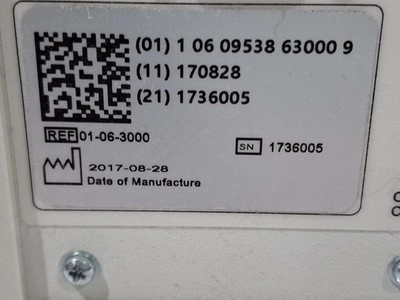 (01) 1 06 09538 63000 9
(11) 170828
(21) 1736005
REF 01-06-3000
SN 1736005
2017-08-28
Date of Manufacture